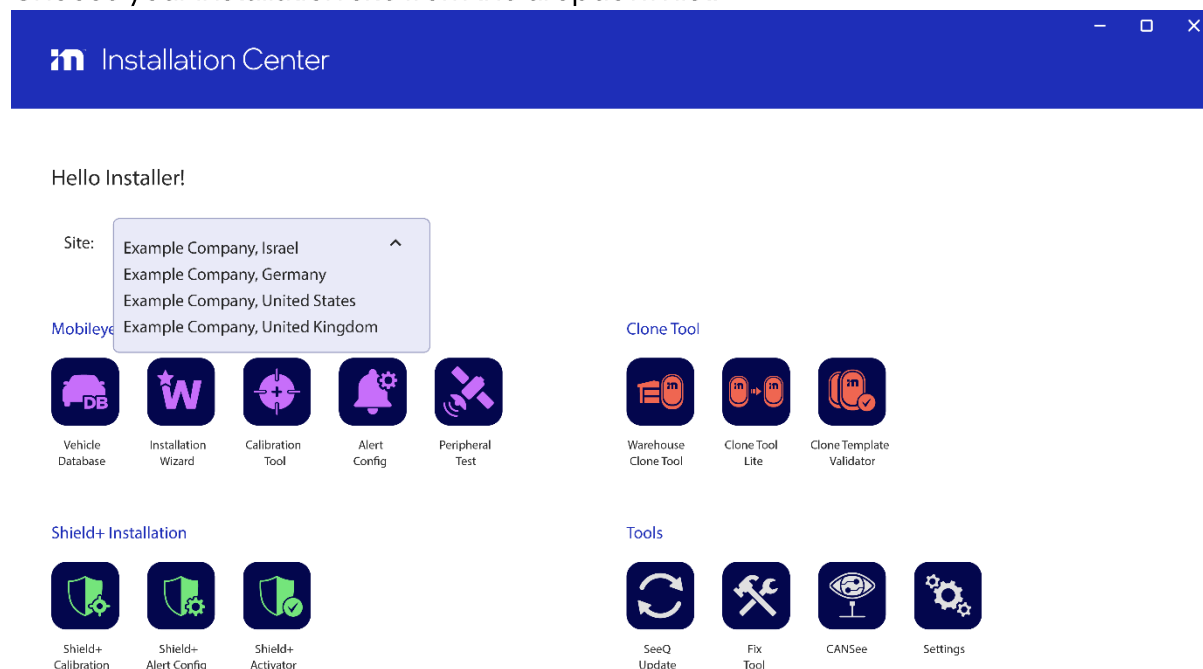 Installation Center
Hello Installer!
Site:
Example Company, Israel
Example Company, Germany
Example Company, United States
Example Company, United Kingdom
Mobileye
Clone Tool
DB
W
Vehicle
Database
Installation
Wizard
Calibration
Tool
Alert
Config
Peripheral
Test
Warehouse
Clone Tool
Clone Tool
Lite
Clone Template
Validator
Shield+ Installation
Tools
Shield+
Calibration
Shield+
Alert Config
Shield+
Activator
SeeQ
Update
Fix
Tool
CANSee
Settings